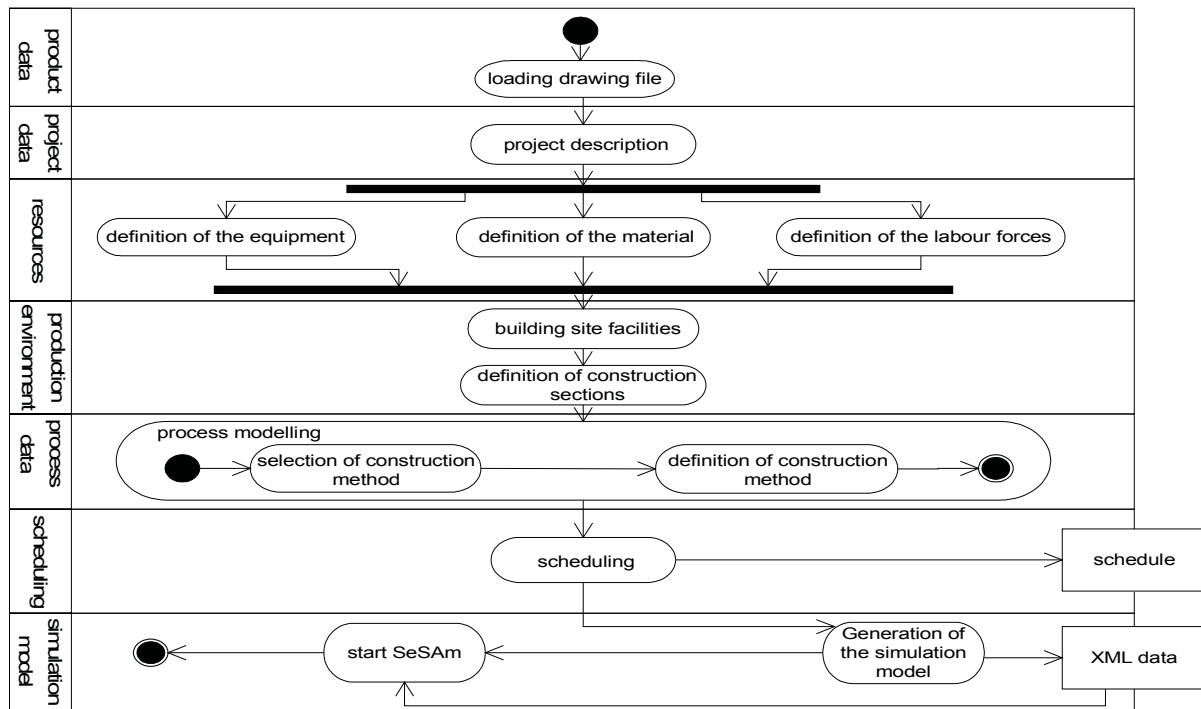 product
data
loading drawing file
project
data
project description
resources
definition of the equipment
definition of the material
definition of the labour forces
production
environment
building site facilities
definition of construction
sections
process
data
process modelling
selection of construction
method
definition of construction
method
scheduling
scheduling
schedule
simulation
model
start SeSAm
Generation of
the simulation
model
XML data